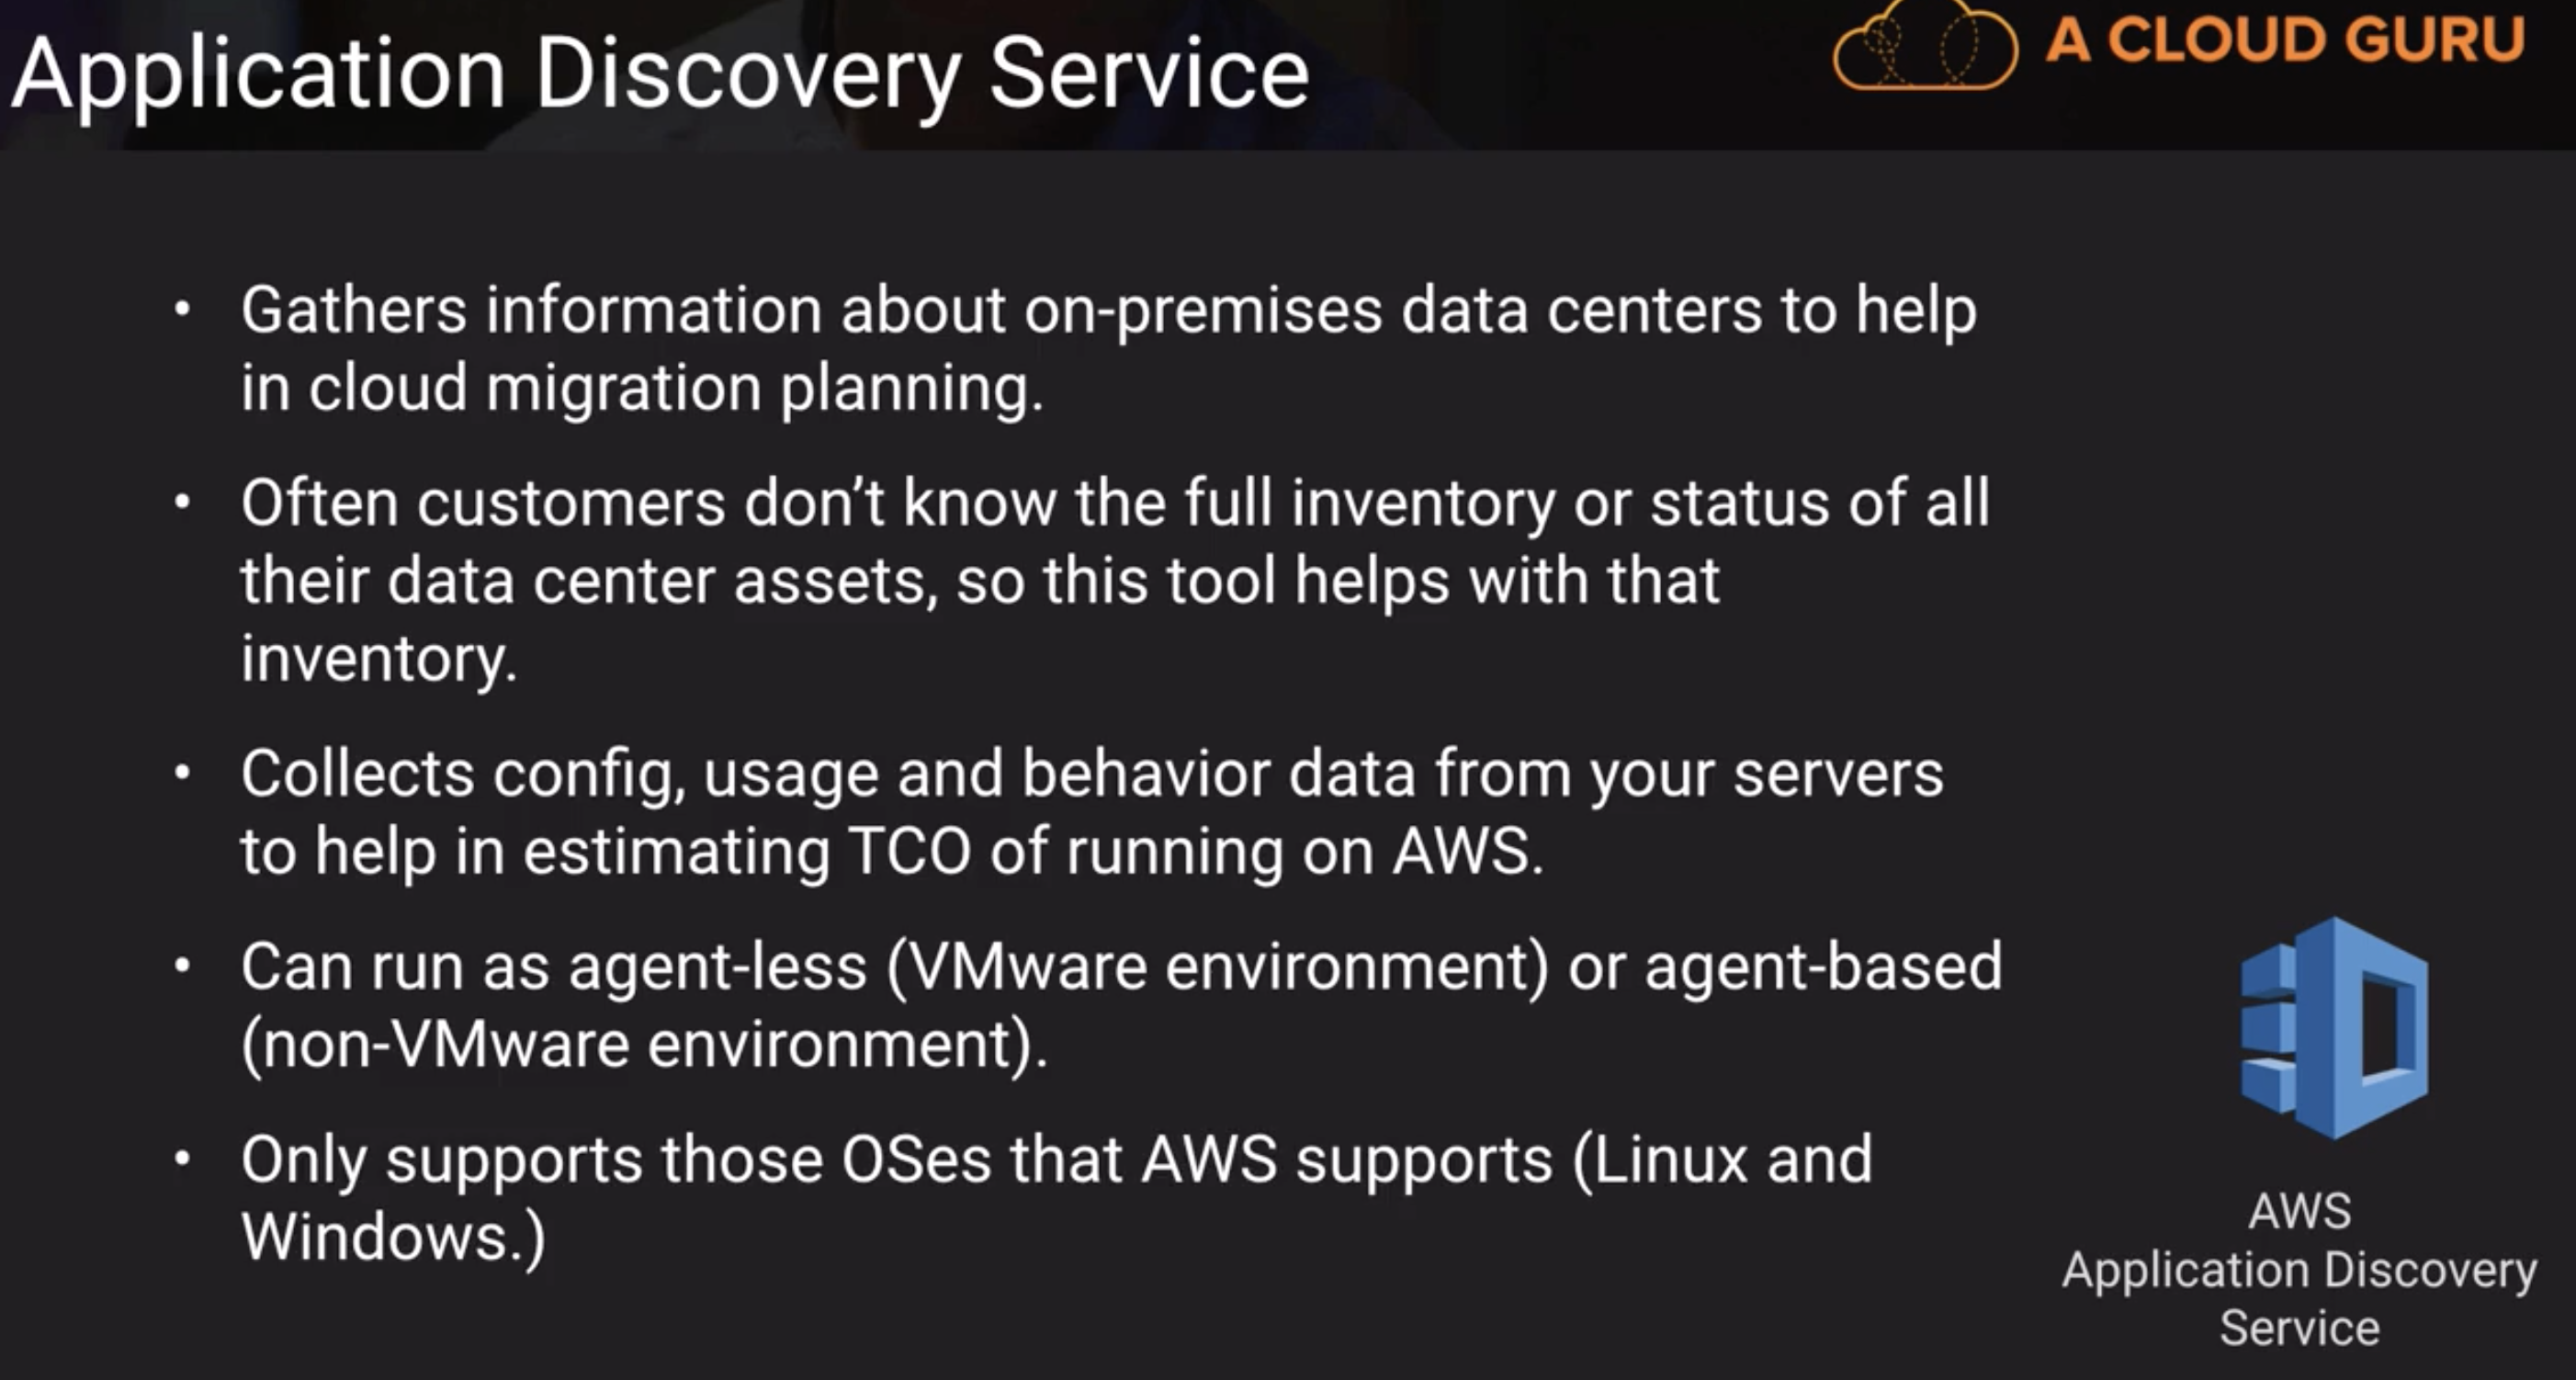 Application Discovery Service
A CLOUD GURU
• Gathers information about on-premises data centers to help
in cloud migration planning.
• Often customers don’t know the full inventory or status of all
their data center assets, so this tool helps with that
inventory.
• Collects config, usage and behavior data from your servers
to help in estimating TCO of running on AWS.
• Can run as agent-less (VMware environment) or agent-based
(non-VMware environment).
• Only supports those OSes that AWS supports (Linux and
Windows.)
AWS
Application Discovery
Service